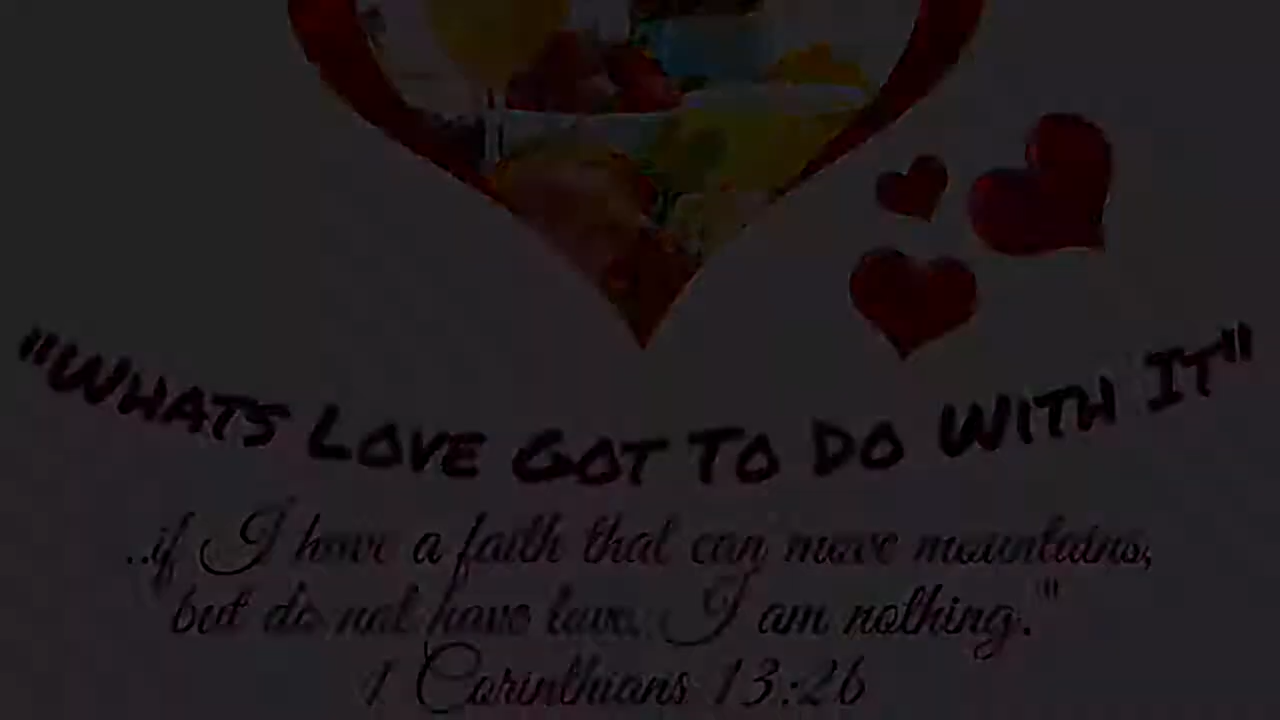 "WHATS LOVE GOT TO DO WITH IT"
..if I have a faith that can move mountains,
but do not have love, I am nothing."
1 Corinthians 13:2b